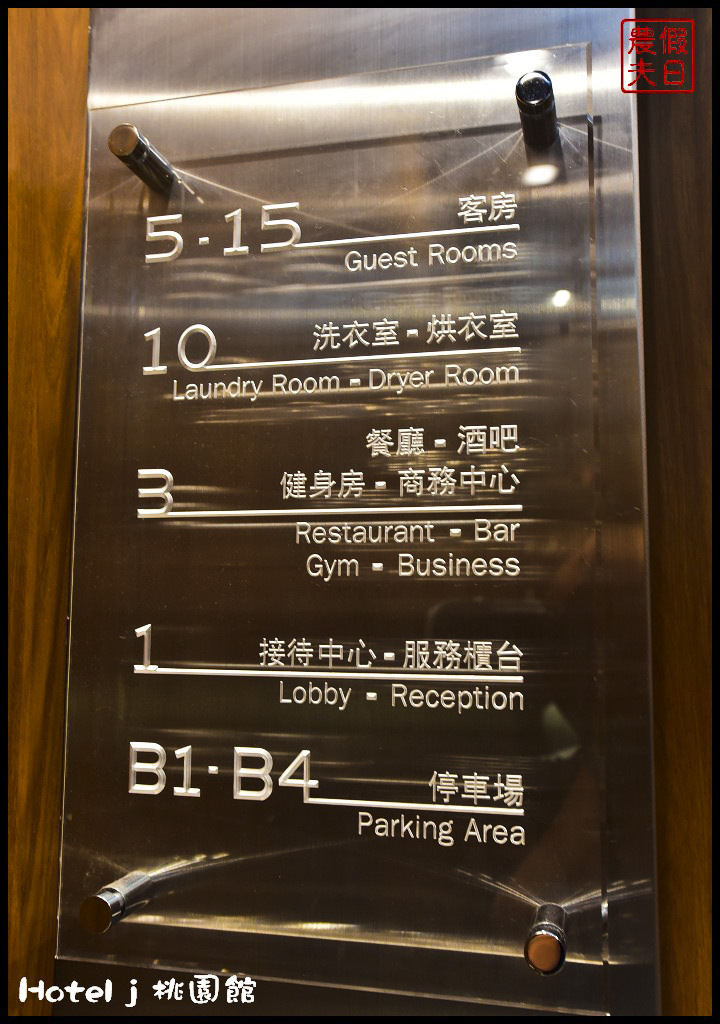 假日
農夫
5·15 客房
Guest Rooms
10 洗衣室-烘衣室
Laundry Room - Dryer Room
餐廳 - 酒吧
3 健身房 - 商務中心
Restaurant - Bar
Gym - Business
1 接待中心-服務櫃台
Lobby - Reception
B1·B4 停車場
Parking Area
Hotel j 桃園館